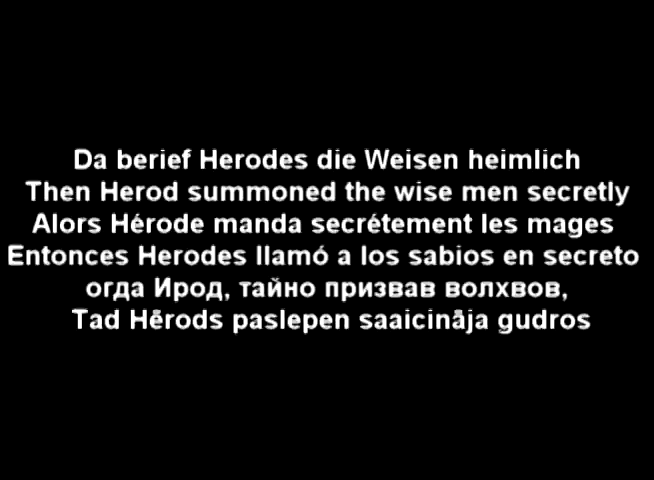 Da berief Herodes die Weisen heimlich
Then Herod summoned the wise men secretly
Alors Hérode manda secrétement les mages
Entonces Herodes llamó a los sabios en secreto
огда Ирод, тайно призвав волхвов,
Tad Hērods paslepen saaicināja gudros